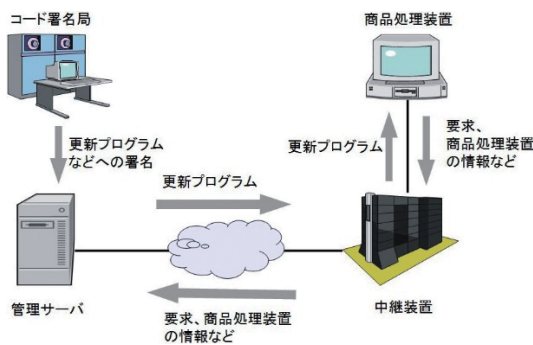 コード署名局
商品処理装置
更新プログラム
などへの署名
更新プログラム
更新プログラム
要求、
商品処理装置
の情報など
管理サーバ
要求、商品処理装置
の情報など
中継装置